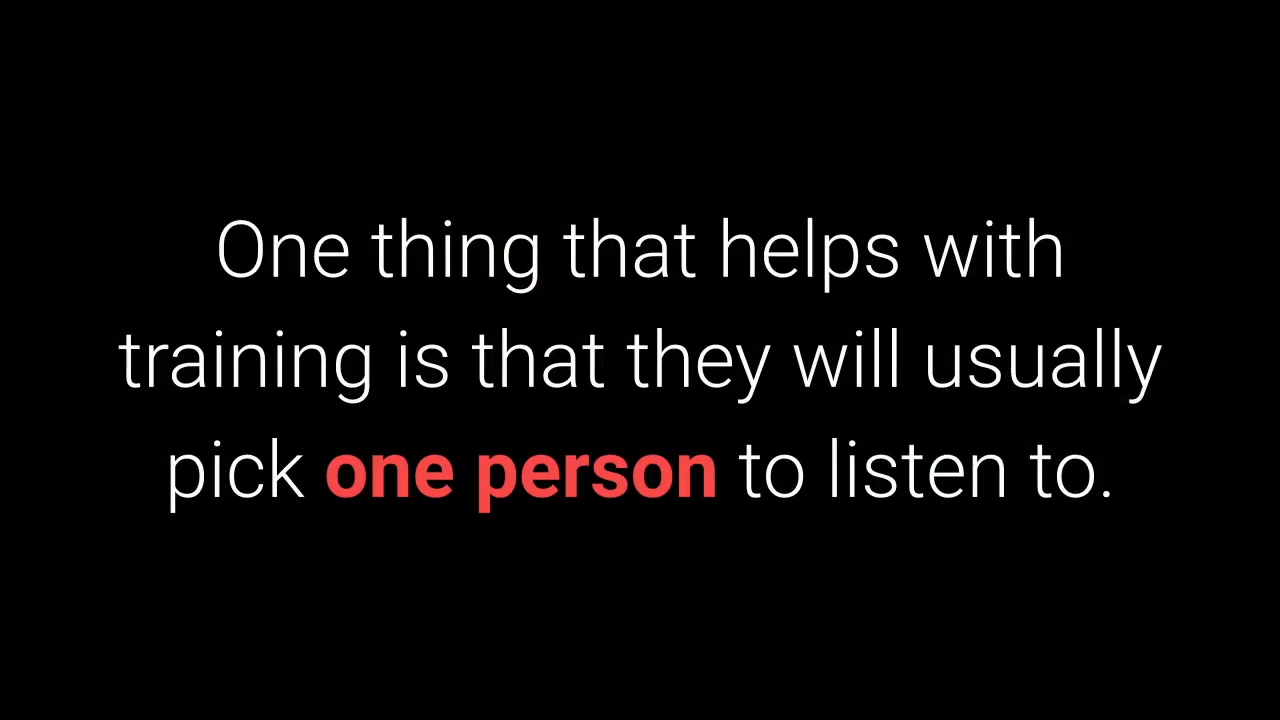 One thing that helps with
training is that they will usually
pick one person to listen to.